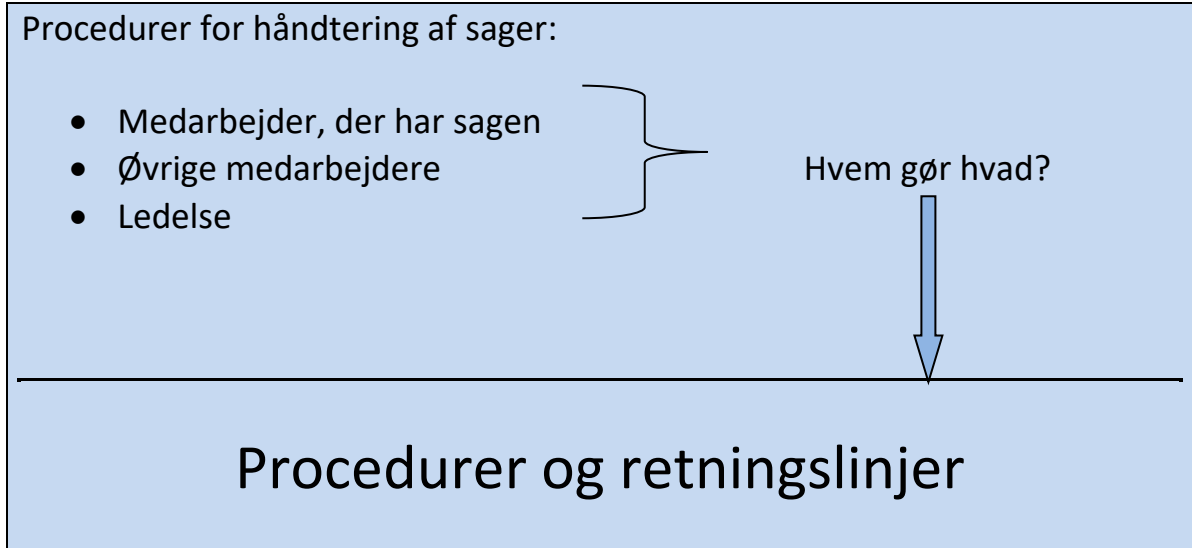 Procedurer for håndtering af sager:
• Medarbejder, der har sagen
• Øvrige medarbejdere
• Ledelse
Hvem gør hvad?
Procedurer og retningslinjer